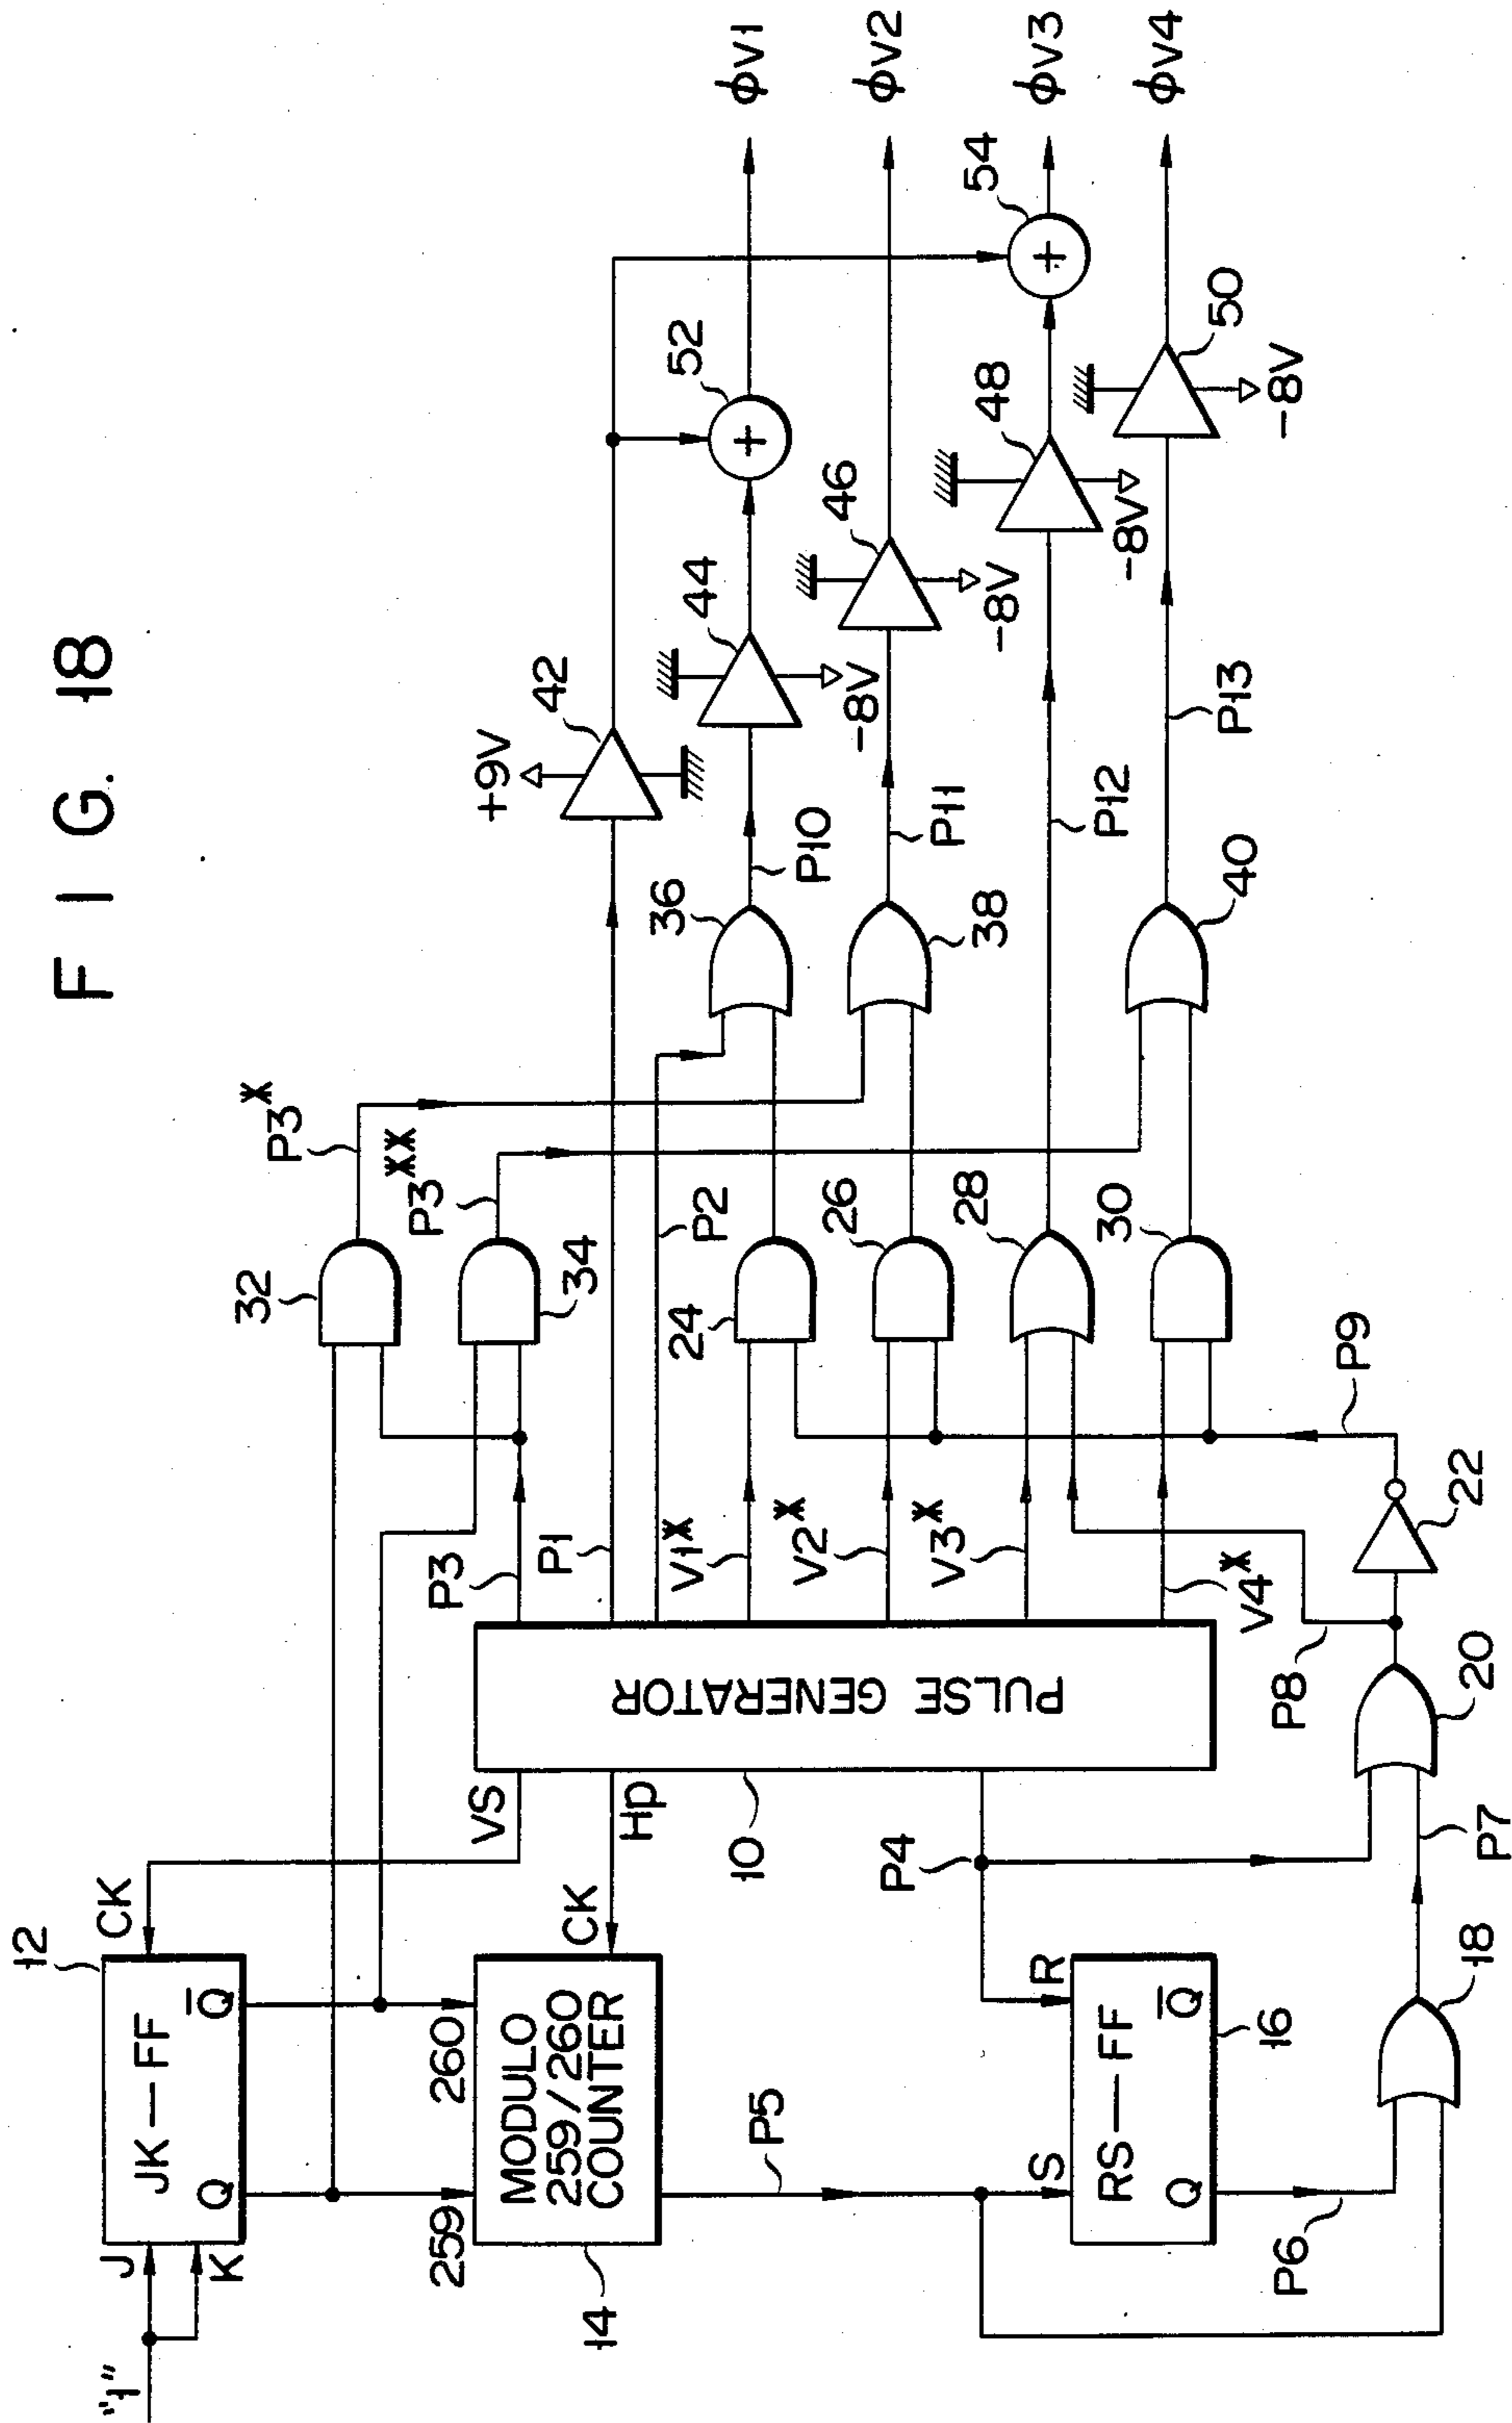 FIG. 18
"1"
J
K
12
CK
JK—FF
Q
Q̅
VS
259
260
MODULO
259/260
COUNTER
14
CK
Hp
10
PULSE GENERATOR
P5
P4
S
R
RS—FF
Q
Q̅
16
P6
18
P7
20
P8
22
P9
P3
P1
P2
V1*
V2*
V3*
V4*
32
34
24
26
28
30
P3*
P3**
36
38
40
P10
P11
P12
P13
+9V
42
44
-8V
46
-8V
48
-8V
50
-8V
52
54
φV1
φV2
φV3
φV4